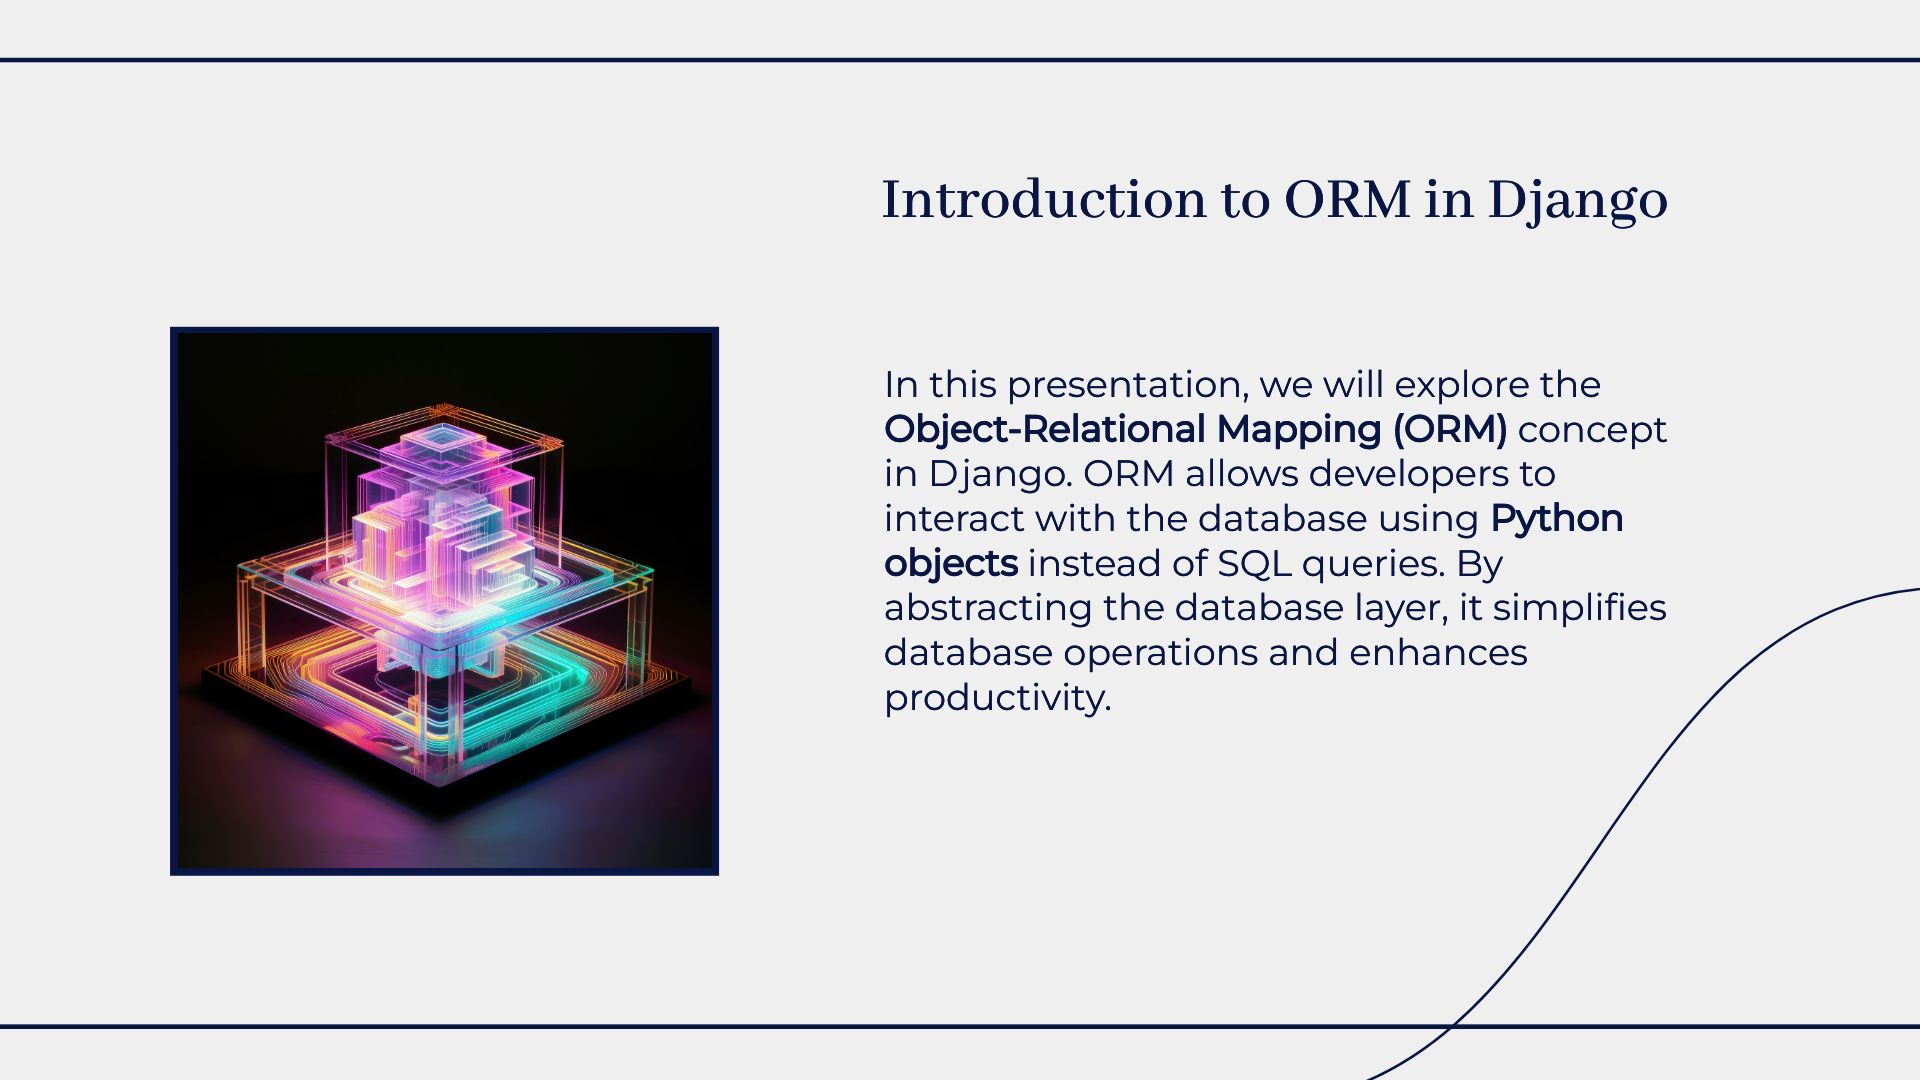 Introduction to ORM in Django
In this presentation, we will explore the
Object-Relational Mapping (ORM) concept
in Django. ORM allows developers to
interact with the database using Python
objects instead of SQL queries. By
abstracting the database layer, it simplifies
database operations and enhances
productivity.